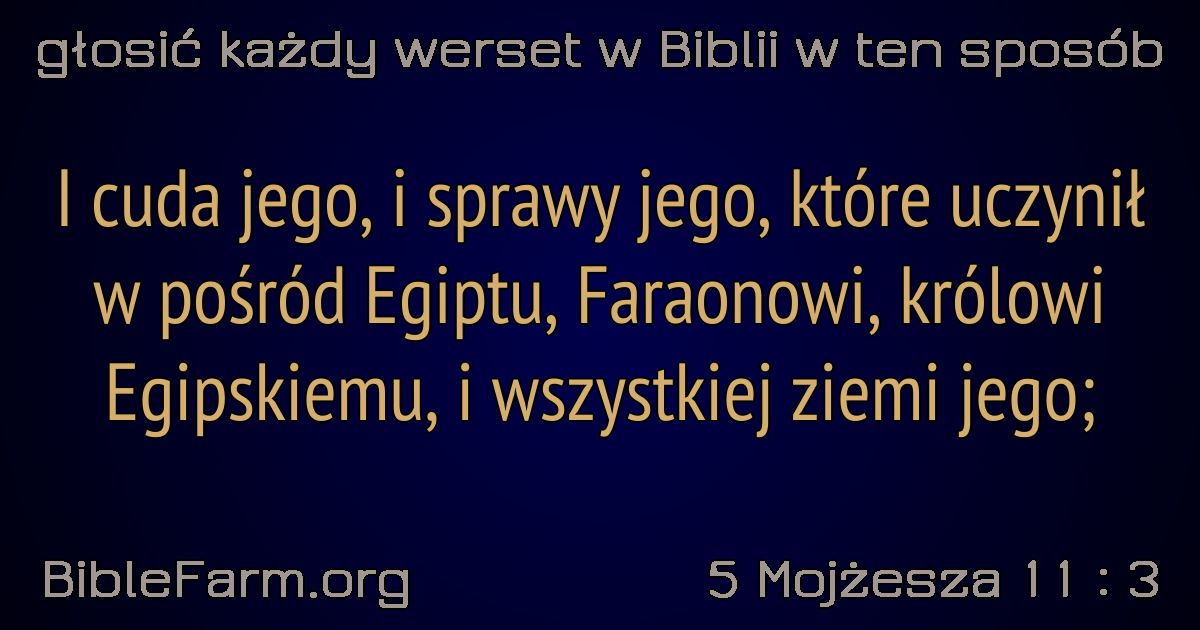 głosić każdy werset w Biblii w ten sposób
I cuda jego, i sprawy jego, które uczynił
w pośród Egiptu, Faraonowi, królowi
Egipskiemu, i wszystkiej ziemi jego;
BibleFarm.org
5 Mojżesza 11 : 3